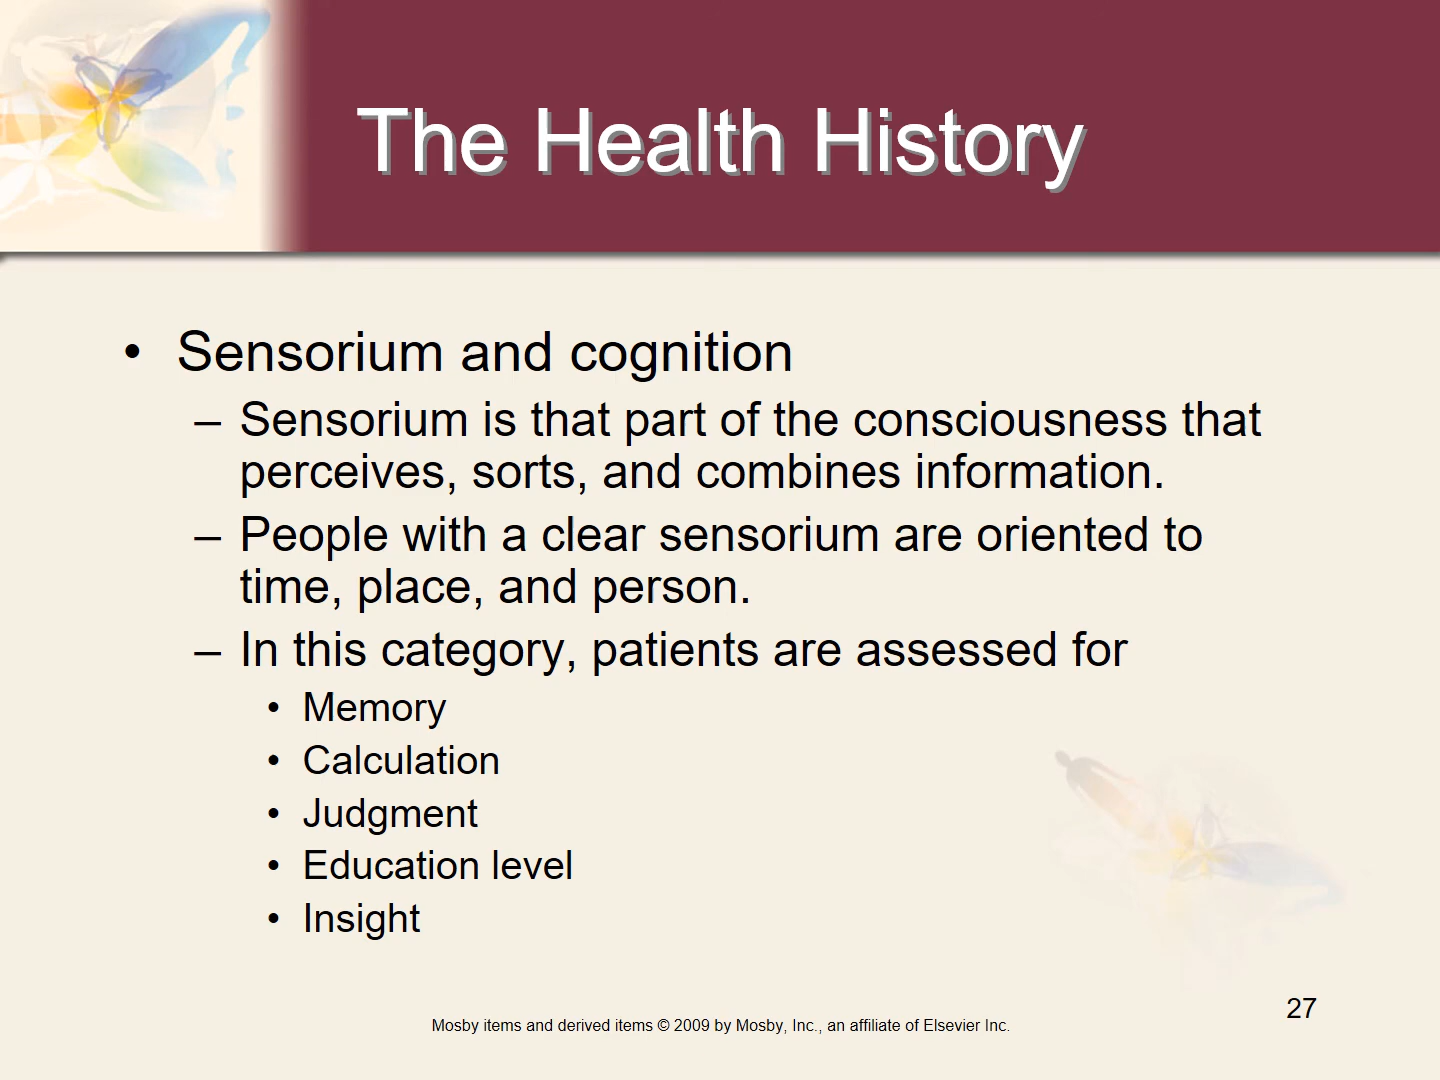 The Health History
• Sensorium and cognition
– Sensorium is that part of the consciousness that
perceives, sorts, and combines information.
– People with a clear sensorium are oriented to
time, place, and person.
– In this category, patients are assessed for
• Memory
• Calculation
• Judgment
• Education level
• Insight
27
Mosby items and derived items © 2009 by Mosby, Inc., an affiliate of Elsevier Inc.